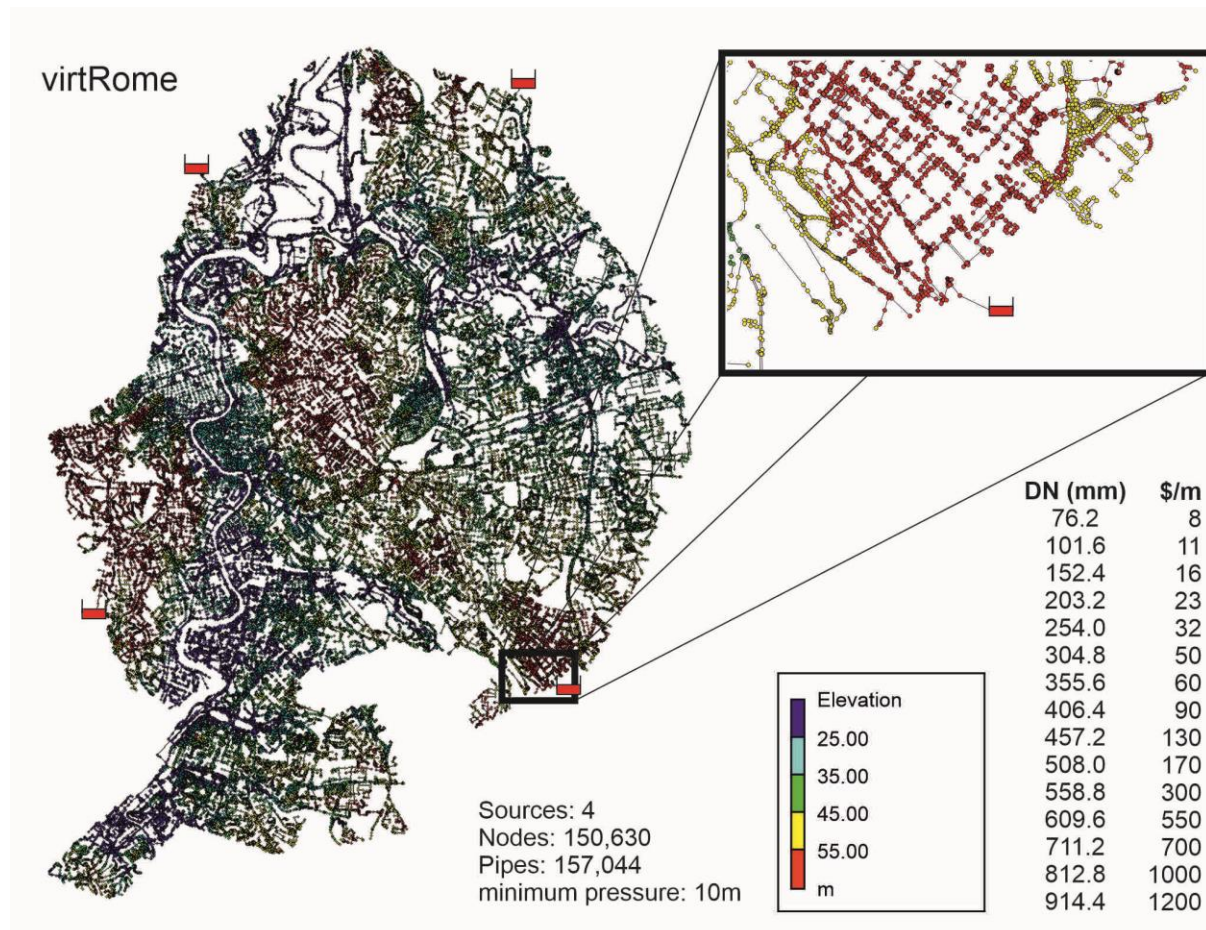 virtRome
DN (mm) $/m
76.2 8
101.6 11
152.4 16
203.2 23
254.0 32
304.8 50
355.6 60
406.4 90
457.2 130
508.0 170
558.8 300
609.6 550
711.2 700
812.8 1000
914.4 1200
Elevation
25.00
35.00
45.00
55.00
m
Sources: 4
Nodes: 150,630
Pipes: 157,044
minimum pressure: 10m